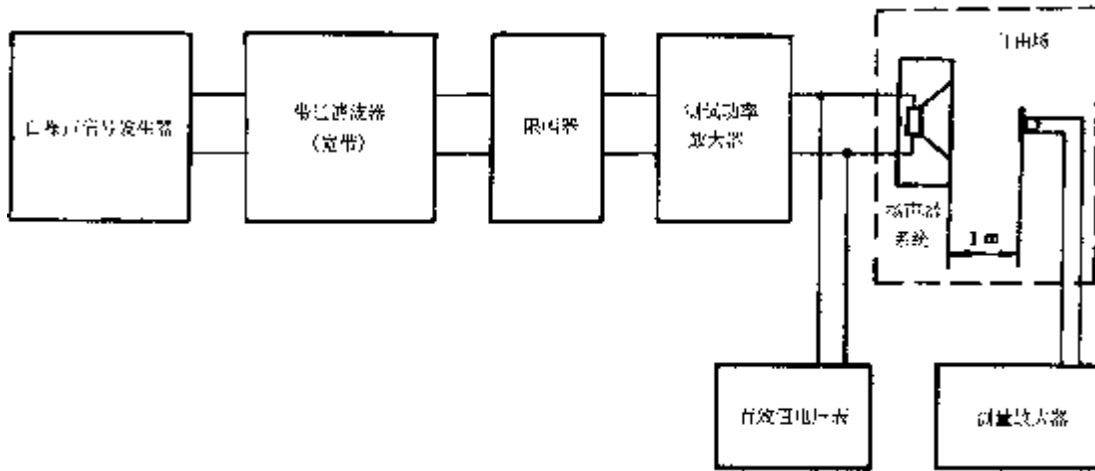 自由场
白噪声信号发生器
带通滤波器
(宽带)
限幅器
测试功率
放大器
扬声器
系统
1 m
有效值电压表
测量放大器